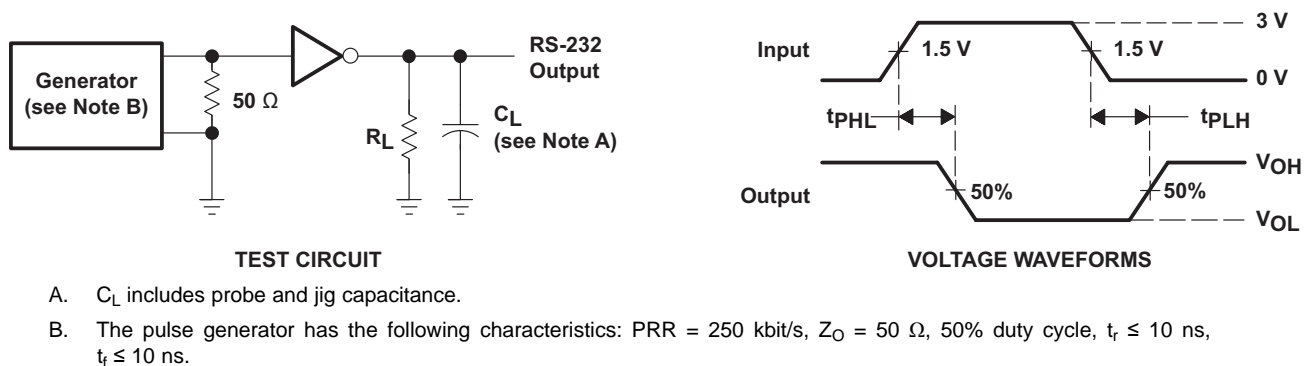 Generator
(see Note B)
50 Ω
RS-232
Output
RL
CL
(see Note A)
TEST CIRCUIT
Input
1.5 V
1.5 V
3 V
0 V
tPHL
tPLH
Output
50%
50%
VOH
VOL
VOLTAGE WAVEFORMS
A. CL includes probe and jig capacitance.
B. The pulse generator has the following characteristics: PRR = 250 kbit/s, ZO = 50 Ω, 50% duty cycle, tr ≤ 10 ns,
tf ≤ 10 ns.